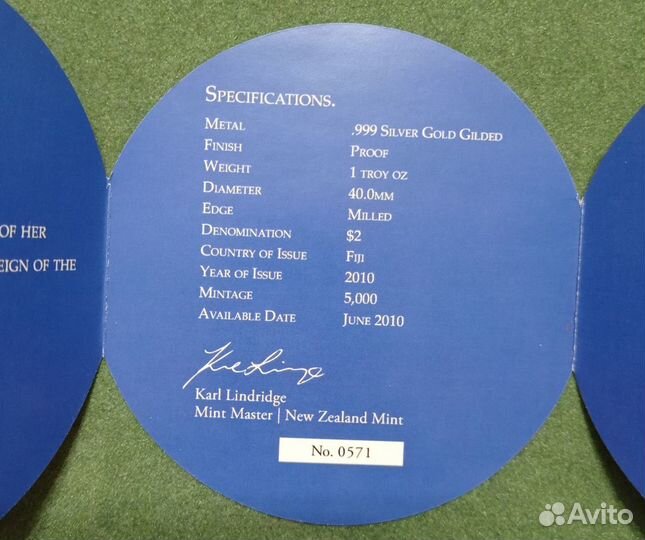 OF HER
EIGN OF THE
SPECIFICATIONS.
METAL .999 SILVER GOLD GILDED
FINISH PROOF
WEIGHT 1 TROY OZ
DIAMETER 40.0MM
EDGE MILLED
DENOMINATION $2
COUNTRY OF ISSUE FIJI
YEAR OF ISSUE 2010
MINTAGE 5,000
AVAILABLE DATE JUNE 2010
Karl Lindridge
Mint Master | New Zealand Mint
No. 0571
Avito